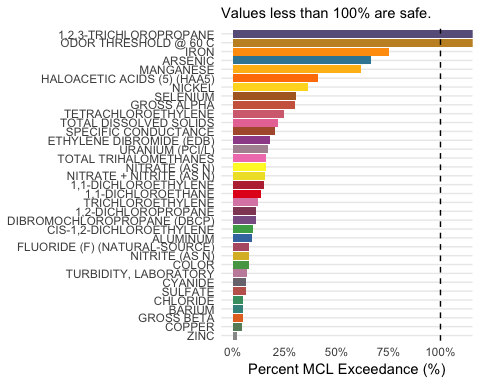 Values less than 100% are safe.
1,2,3-TRICHLOROPROPANE
ODOR THRESHOLD @ 60 C
IRON
ARSENIC
MANGANESE
HALOACETIC ACIDS (5) (HAA5)
NICKEL
SELENIUM
GROSS ALPHA
TETRACHLOROETHYLENE
TOTAL DISSOLVED SOLIDS
SPECIFIC CONDUCTANCE
ETHYLENE DIBROMIDE (EDB)
URANIUM (PCI/L)
TOTAL TRIHALOMETHANES
NITRATE (AS N)
NITRATE + NITRITE (AS N)
1,1-DICHLOROETHYLENE
1,1-DICHLOROETHANE
TRICHLOROETHYLENE
1,2-DICHLOROPROPANE
DIBROMOCHLOROPROPANE (DBCP)
CIS-1,2-DICHLOROETHYLENE
ALUMINUM
FLUORIDE (F) (NATURAL-SOURCE)
NITRITE (AS N)
COLOR
TURBIDITY, LABORATORY
CYANIDE
SULFATE
CHLORIDE
BARIUM
GROSS BETA
COPPER
ZINC
0% 25% 50% 75% 100%
Percent MCL Exceedance (%)